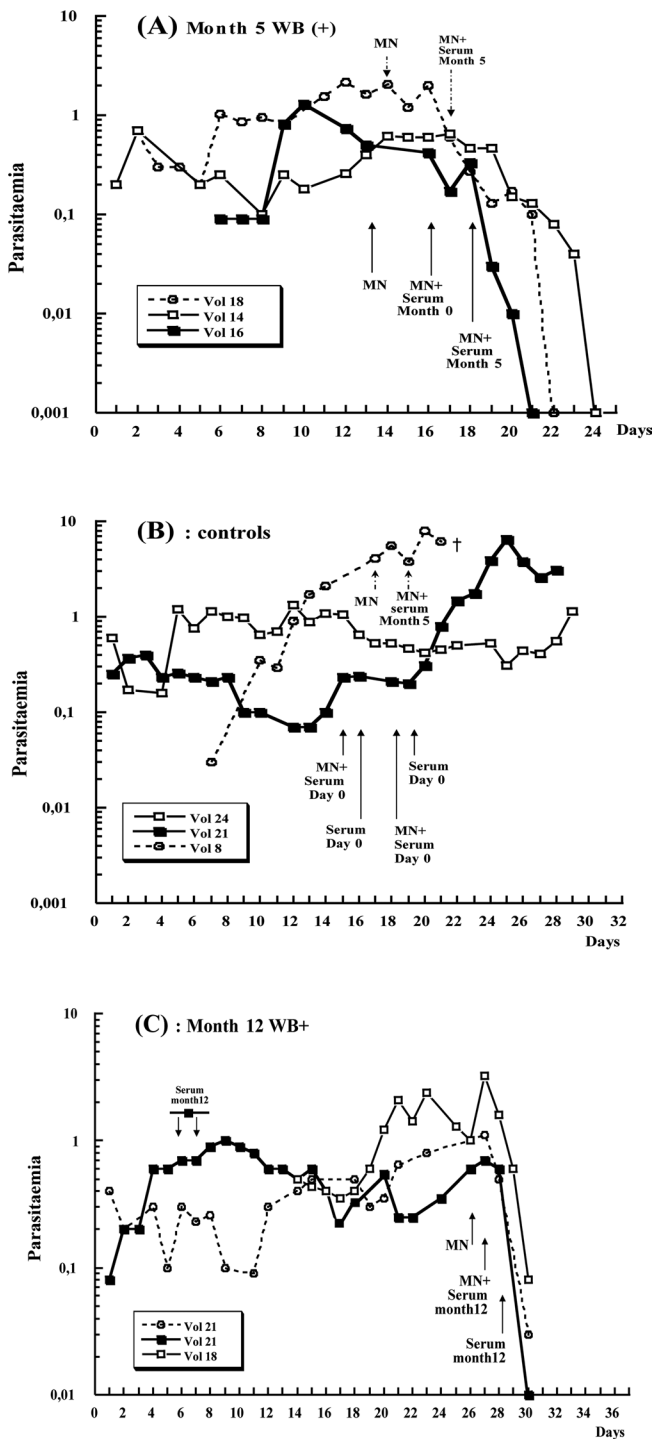 (A) Month 5 WB (+)
10
1
0,1
0,01
0,001
Parasitaemia
MN
MN+
Serum
Month 5
MN
MN+
Serum
Month 0
MN+
Serum
Month 5
Vol 18
Vol 14
Vol 16
0 2 4 6 8 10 12 14 16 18 20 22 24 Days
(B) : controls
10
1
0,1
0,01
0,001
Parasitaemia
†
MN
MN+
serum
Month 5
MN+
Serum
Day 0
Serum
Day 0
MN+
Serum
Day 0
Serum
Day 0
Vol 24
Vol 21
Vol 8
0 2 4 6 8 10 12 14 16 18 20 22 24 26 28 30 32
Days
(C) : Month 12 WB+
10
1
0,1
0,01
Parasitaemia
Serum
month12
MN
MN+
Serum
month12
Serum
month12
Vol 21
Vol 21
Vol 18
0 2 4 6 8 10 12 14 16 18 20 22 24 26 28 30 32 34 36
Days